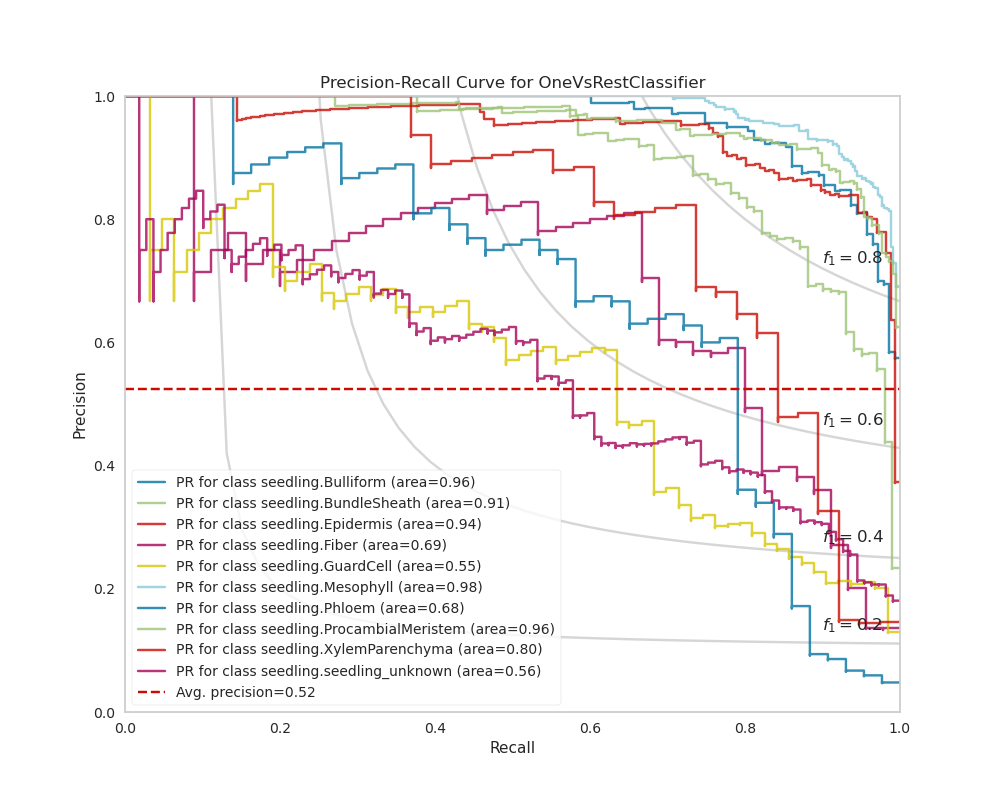 Precision-Recall Curve for OneVsRestClassifier
1.0
0.8
0.6
0.4
0.2
0.0
Precision
f₁ = 0.8
f₁ = 0.6
f₁ = 0.4
f₁ = 0.2
PR for class seedling.Bulliform (area=0.96)
PR for class seedling.BundleSheath (area=0.91)
PR for class seedling.Epidermis (area=0.94)
PR for class seedling.Fiber (area=0.69)
PR for class seedling.GuardCell (area=0.55)
PR for class seedling.Mesophyll (area=0.98)
PR for class seedling.Phloem (area=0.68)
PR for class seedling.ProcambialMeristem (area=0.96)
PR for class seedling.XylemParenchyma (area=0.80)
PR for class seedling.seedling_unknown (area=0.56)
Avg. precision=0.52
0.0 0.2 0.4 0.6 0.8 1.0
Recall